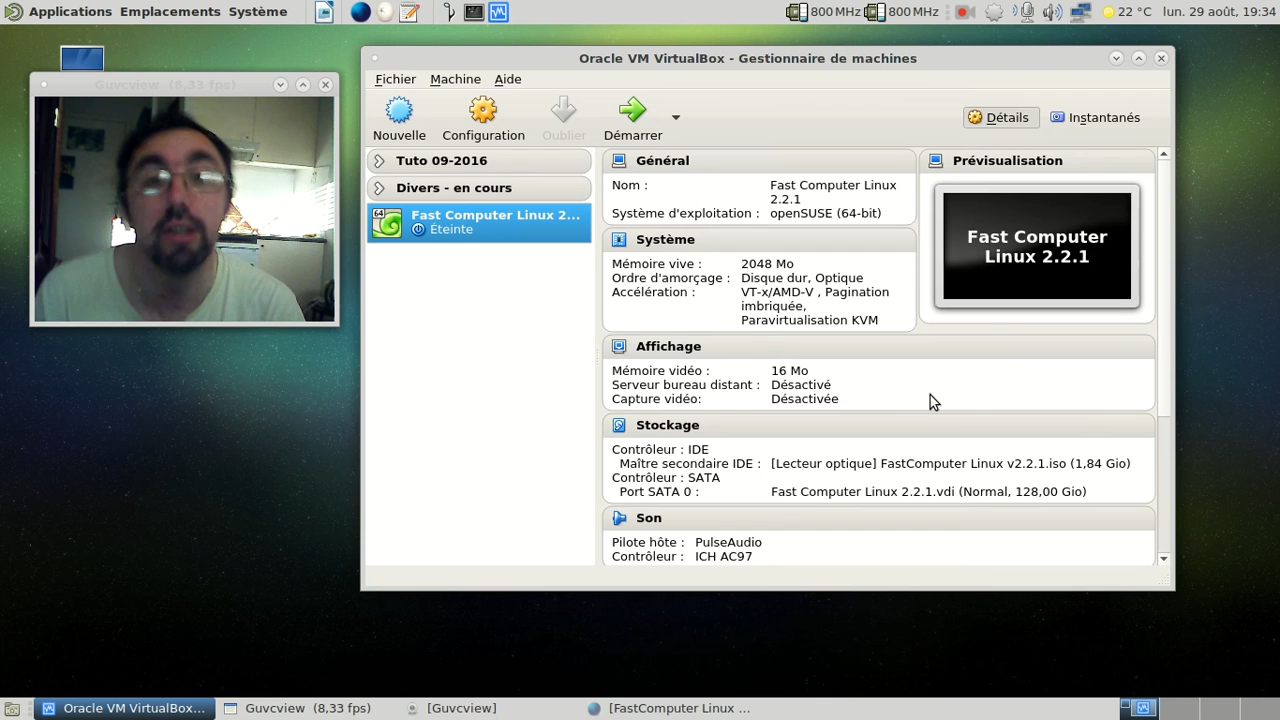 Applications Emplacements Système
800 MHz 800 MHz 22 °C lun. 29 août, 19:34
Guvcview (6,33 fps)
Oracle VM VirtualBox - Gestionnaire de machines
Fichier Machine Aide
Nouvelle Configuration Oublier Démarrer Détails Instantanés
Tuto 09-2016
Divers - en cours
64 Fast Computer Linux 2...
Éteinte
Général
Nom : Fast Computer Linux
2.2.1
Système d'exploitation : openSUSE (64-bit)
Système
Mémoire vive : 2048 Mo
Ordre d'amorçage : Disque dur, Optique
Accélération : VT-x/AMD-V , Pagination
imbriquée,
Paravirtualisation KVM
Prévisualisation
Fast Computer
Linux 2.2.1
Affichage
Mémoire vidéo : 16 Mo
Serveur bureau distant : Désactivé
Capture vidéo: Désactivée
Stockage
Contrôleur : IDE
Maître secondaire IDE : [Lecteur optique] FastComputer Linux v2.2.1.iso (1,84 Gio)
Contrôleur : SATA
Port SATA 0 : Fast Computer Linux 2.2.1.vdi (Normal, 128,00 Gio)
Son
Pilote hôte : PulseAudio
Contrôleur : ICH AC97
Oracle VM VirtualBox... Guvcview (8,33 fps) [Guvcview] [FastComputer Linux ...